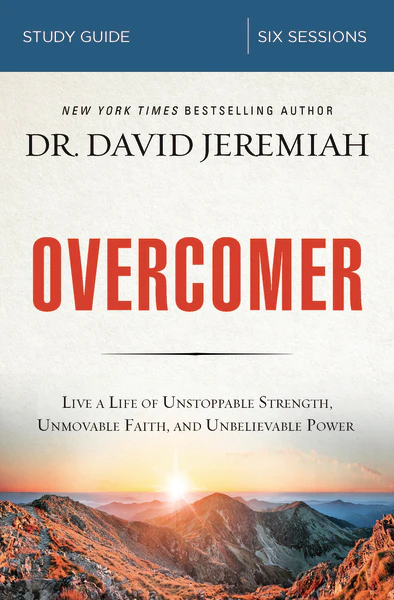 STUDY GUIDE
SIX SESSIONS
NEW YORK TIMES BESTSELLING AUTHOR
DR. DAVID JEREMIAH
OVERCOMER
LIVE A LIFE OF UNSTOPPABLE STRENGTH,
UNMOVABLE FAITH, AND UNBELIEVABLE POWER